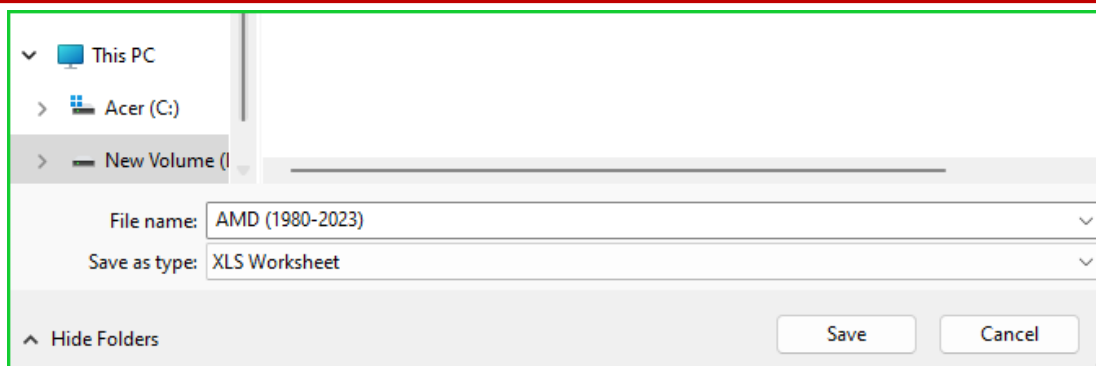 This PC
Acer (C:)
New Volume (
File name: AMD (1980-2023)
Save as type: XLS Worksheet
Hide Folders
Save Cancel